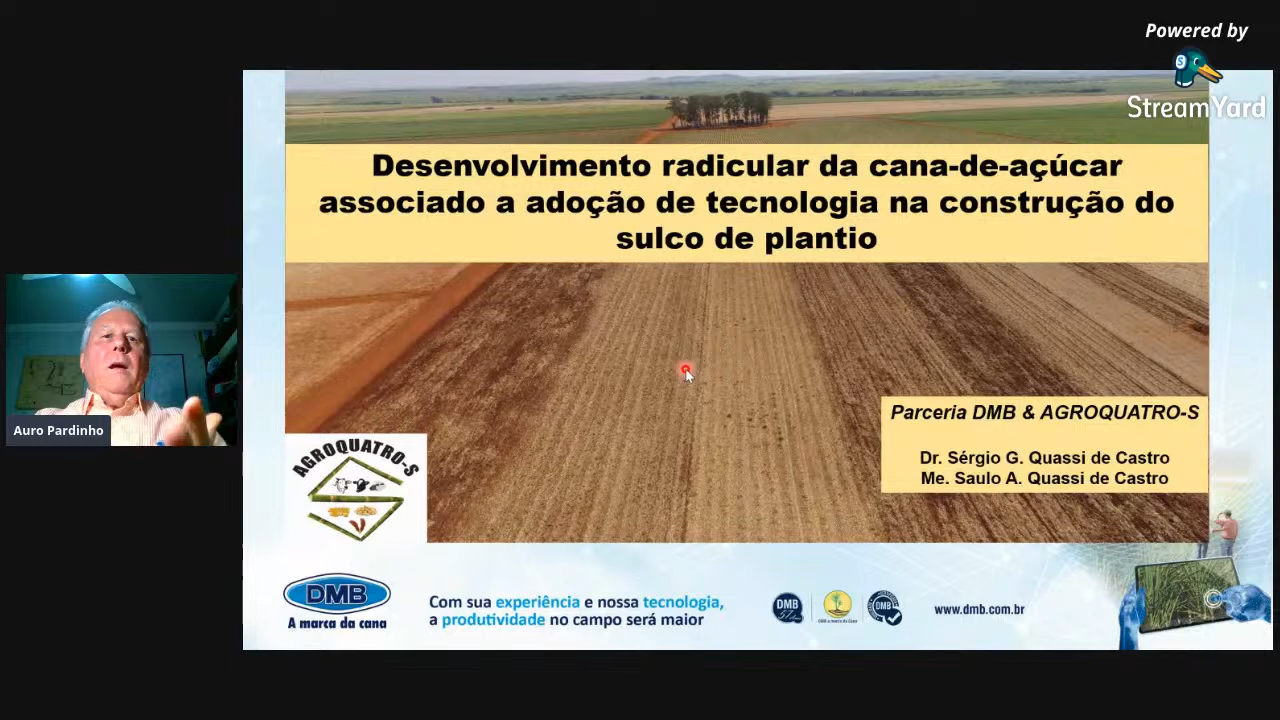 Powered by
StreamYard
Desenvolvimento radicular da cana-de-açúcar
associado a adoção de tecnologia na construção do
sulco de plantio
Auro Pardinho
Parceria DMB & AGROQUATRO-S
Dr. Sérgio G. Quassi de Castro
Me. Saulo A. Quassi de Castro
AGROQUATRO-S
DMB
A marca da cana
Com sua experiência e nossa tecnologia,
a produtividade no campo será maior
DMB
DMB
www.dmb.com.br